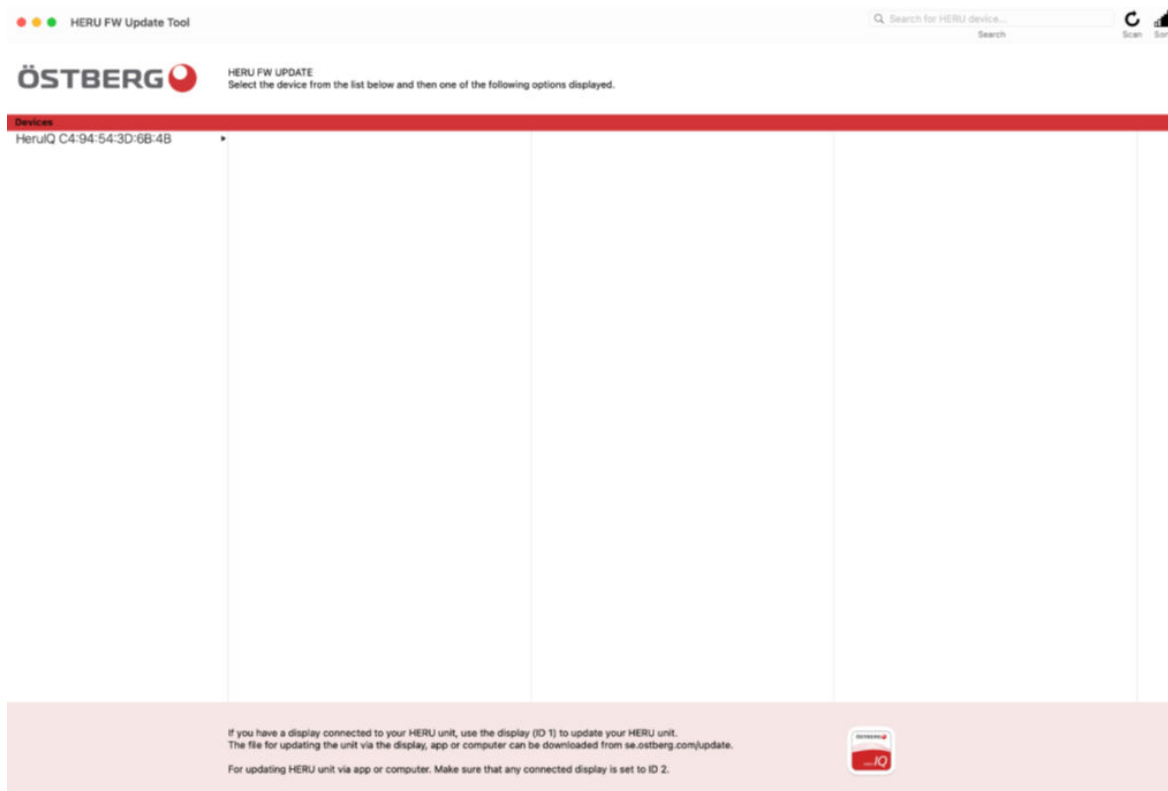 HERU FW Update Tool
Search for HERU device...
Search
Scan
ÖSTBERG
HERU FW UPDATE
Select the device from the list below and then one of the following options displayed.
Devices
HeruIQ C4:94:54:3D:6B:4B
If you have a display connected to your HERU unit, use the display (ID 1) to update your HERU unit.
The file for updating the unit via the display, app or computer can be downloaded from se.ostberg.com/update.
For updating HERU unit via app or computer. Make sure that any connected display is set to ID 2.
ÖSTBERG
IQ